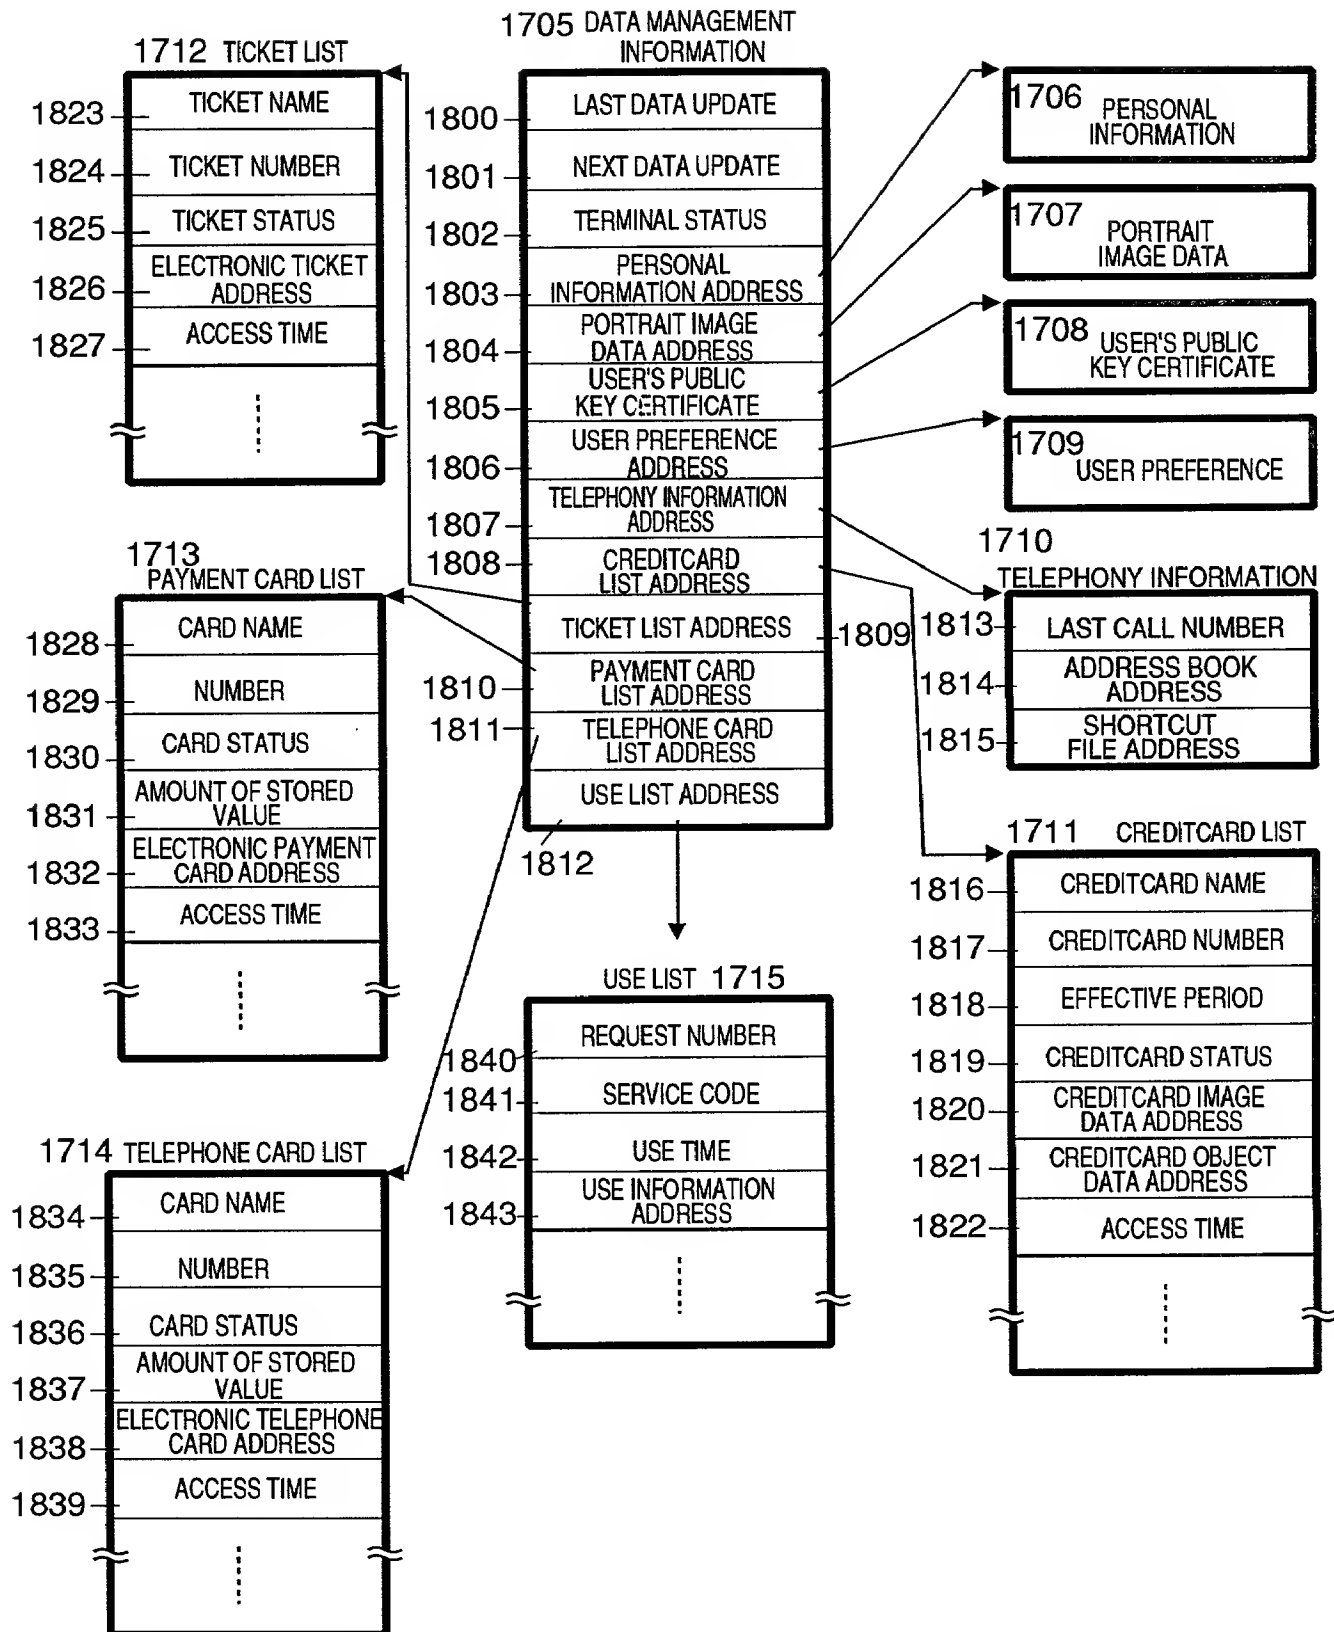 1712 TICKET LIST
1823
TICKET NAME
1824
TICKET NUMBER
1825
TICKET STATUS
1826
ELECTRONIC TICKET
ADDRESS
1827
ACCESS TIME
1713
PAYMENT CARD LIST
1828
CARD NAME
1829
NUMBER
1830
CARD STATUS
1831
AMOUNT OF STORED
VALUE
1832
ELECTRONIC PAYMENT
CARD ADDRESS
1833
ACCESS TIME
1714 TELEPHONE CARD LIST
1834
CARD NAME
1835
NUMBER
1836
CARD STATUS
1837
AMOUNT OF STORED
VALUE
1838
ELECTRONIC TELEPHONE
CARD ADDRESS
1839
ACCESS TIME
1705 DATA MANAGEMENT
INFORMATION
1800
LAST DATA UPDATE
1801
NEXT DATA UPDATE
1802
TERMINAL STATUS
1803
PERSONAL
INFORMATION ADDRESS
1804
PORTRAIT IMAGE
DATA ADDRESS
1805
USER'S PUBLIC
KEY CERTIFICATE
1806
USER PREFERENCE
ADDRESS
1807
TELEPHONY INFORMATION
ADDRESS
1808
CREDITCARD
LIST ADDRESS
TICKET LIST ADDRESS
1809
1810
PAYMENT CARD
LIST ADDRESS
1811
TELEPHONE CARD
LIST ADDRESS
USE LIST ADDRESS
1812
USE LIST 1715
1840
REQUEST NUMBER
1841
SERVICE CODE
1842
USE TIME
1843
USE INFORMATION
ADDRESS
1706 PERSONAL
INFORMATION
1707 PORTRAIT
IMAGE DATA
1708 USER'S PUBLIC
KEY CERTIFICATE
1709
USER PREFERENCE
1710
TELEPHONY INFORMATION
1813
LAST CALL NUMBER
1814
ADDRESS BOOK
ADDRESS
1815
SHORTCUT
FILE ADDRESS
1711 CREDITCARD LIST
1816
CREDITCARD NAME
1817
CREDITCARD NUMBER
1818
EFFECTIVE PERIOD
1819
CREDITCARD STATUS
1820
CREDITCARD IMAGE
DATA ADDRESS
1821
CREDITCARD OBJECT
DATA ADDRESS
1822
ACCESS TIME